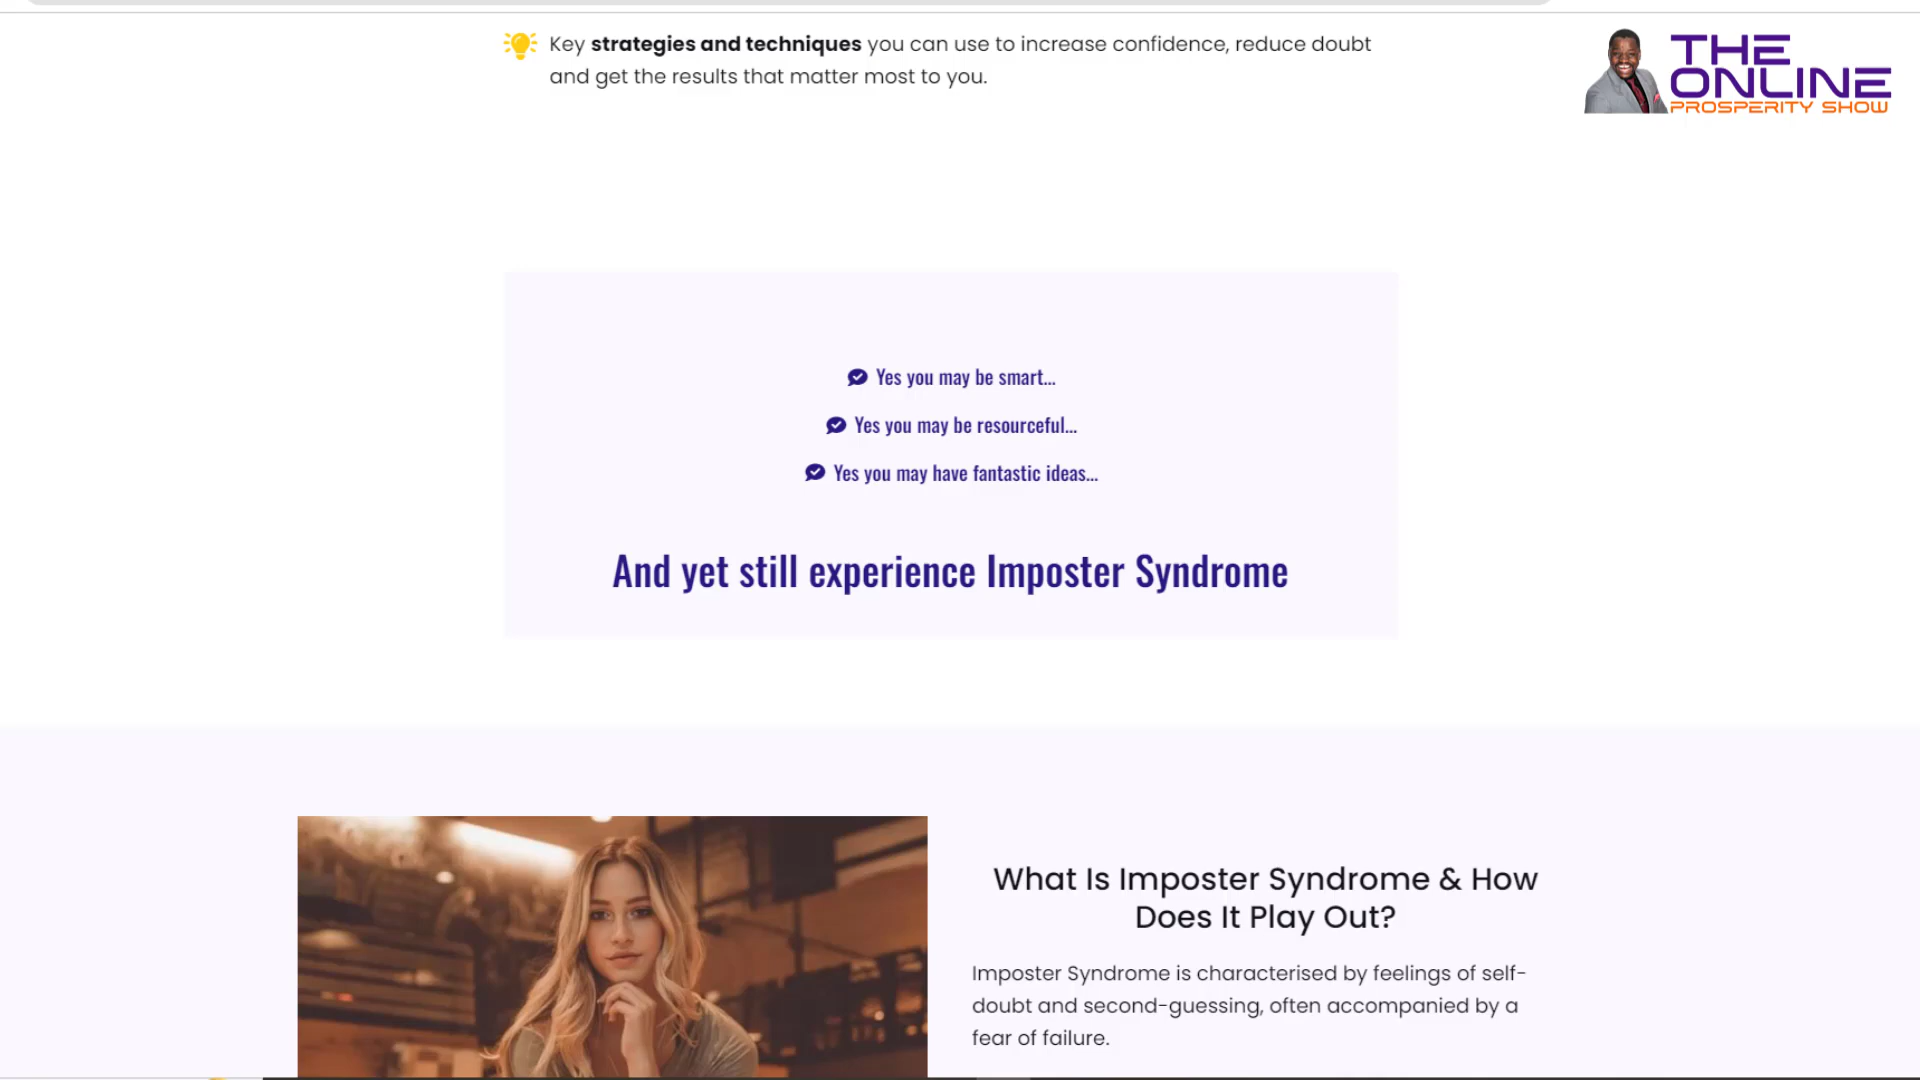 Key strategies and techniques you can use to increase confidence, reduce doubt
and get the results that matter most to you.
THE
ONLINE
PROSPERITY SHOW
Yes you may be smart...
Yes you may be resourceful...
Yes you may have fantastic ideas...
And yet still experience Imposter Syndrome
What Is Imposter Syndrome & How
Does It Play Out?
Imposter Syndrome is characterised by feelings of self-
doubt and second-guessing, often accompanied by a
fear of failure.